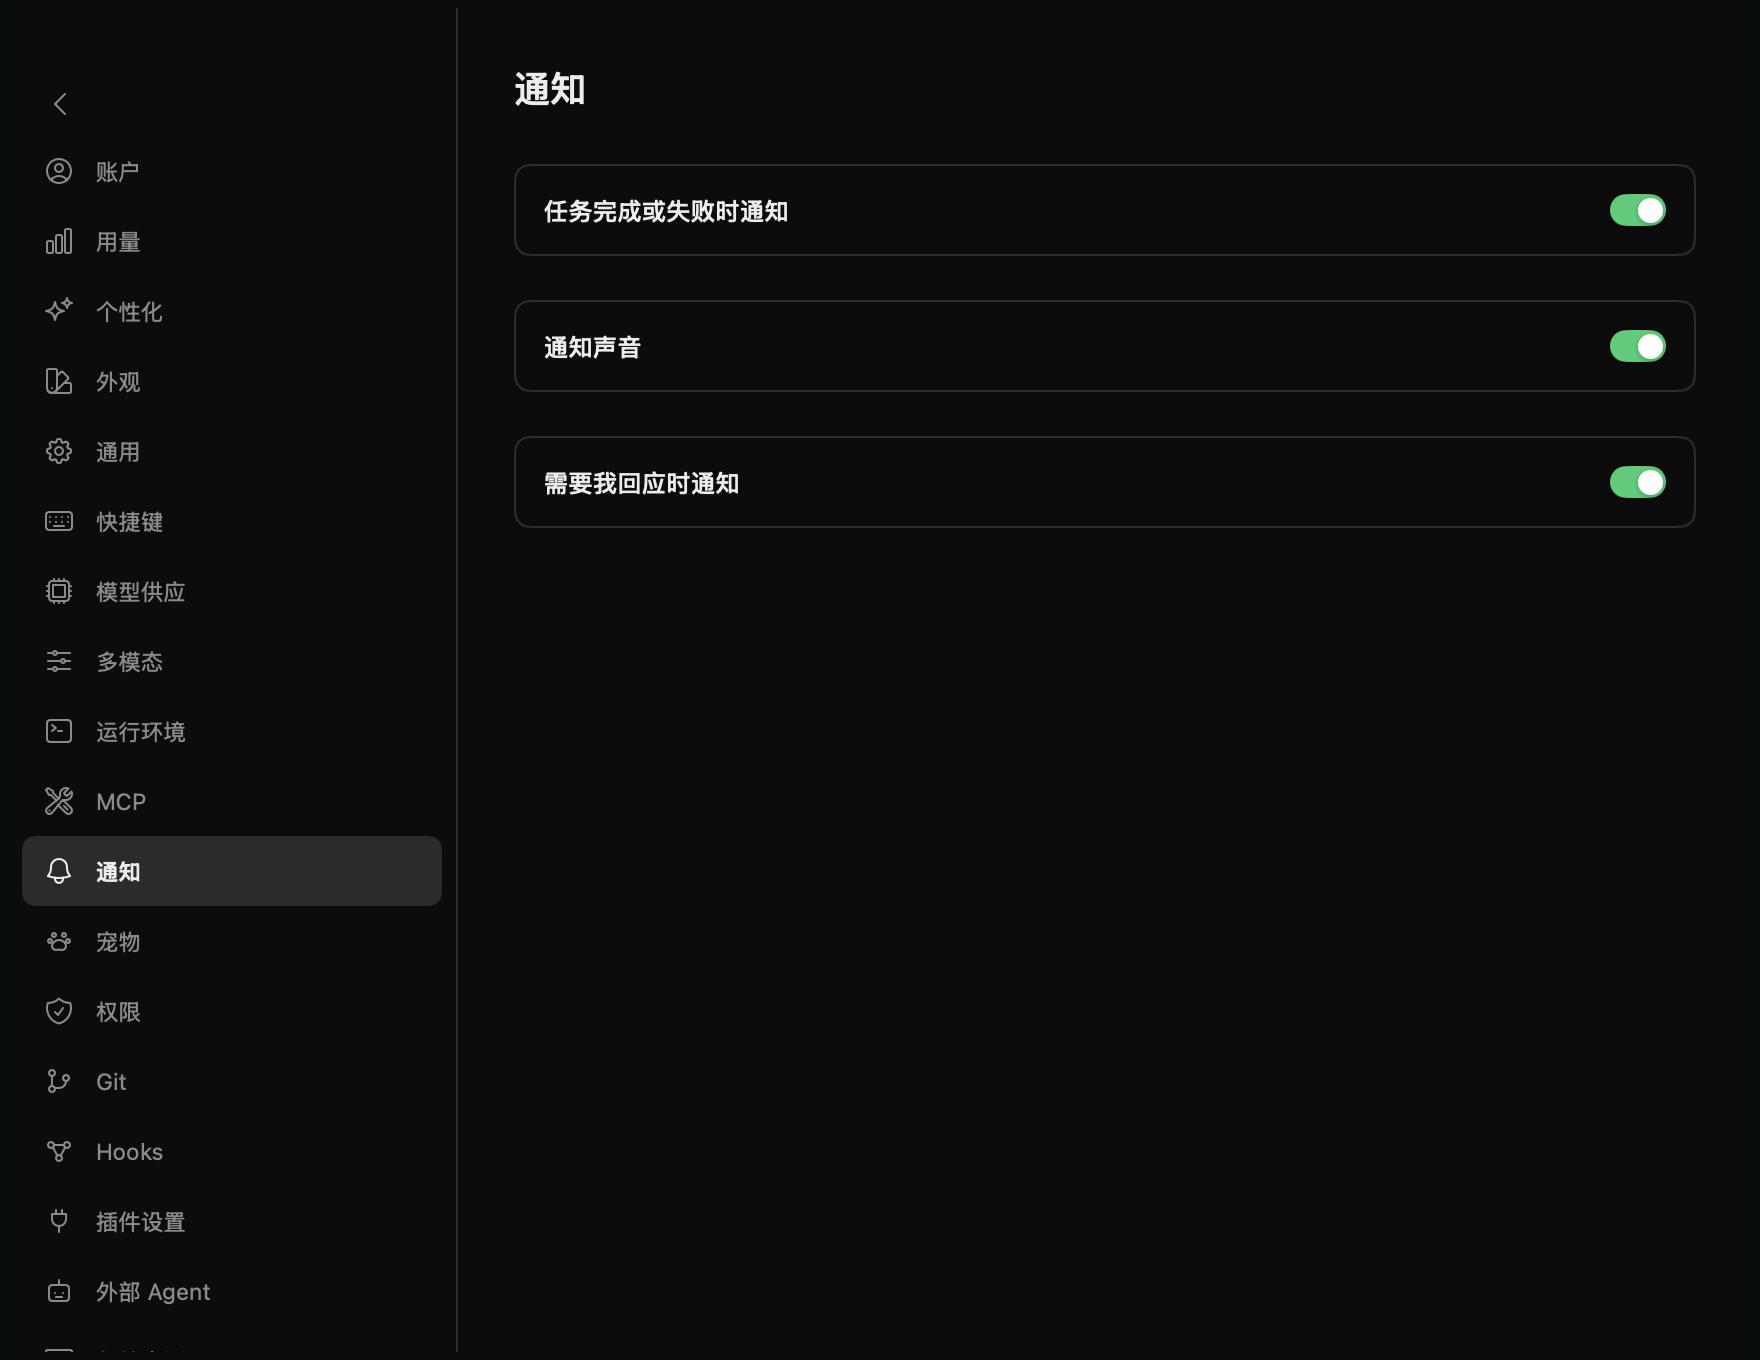 账户
用量
个性化
外观
通用
快捷键
模型供应
多模态
运行环境
MCP
通知
宠物
权限
Git
Hooks
插件设置
外部 Agent
通知
任务完成或失败时通知
通知声音
需要我回应时通知